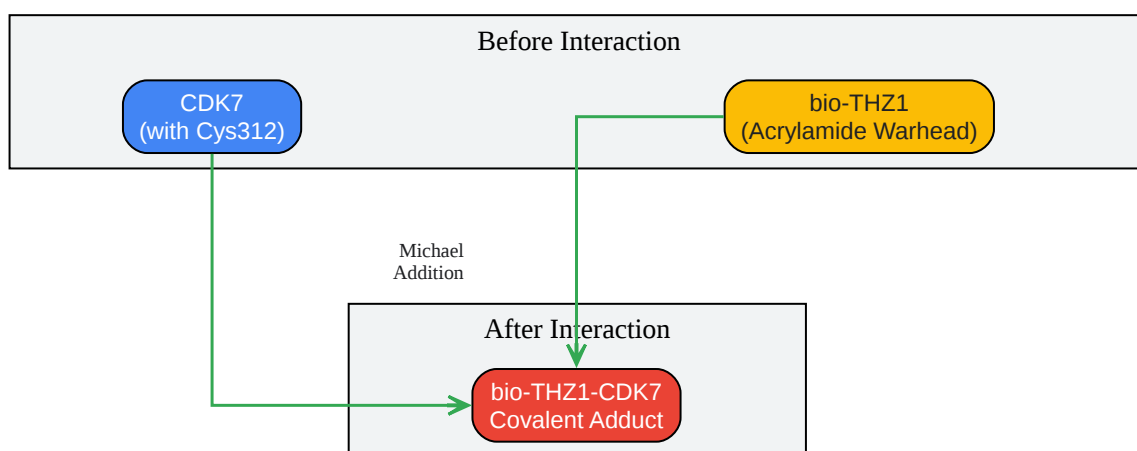 Before Interaction
CDK7
(with Cys312)
bio-THZ1
(Acrylamide Warhead)
Michael
Addition
After Interaction
bio-THZ1-CDK7
Covalent Adduct